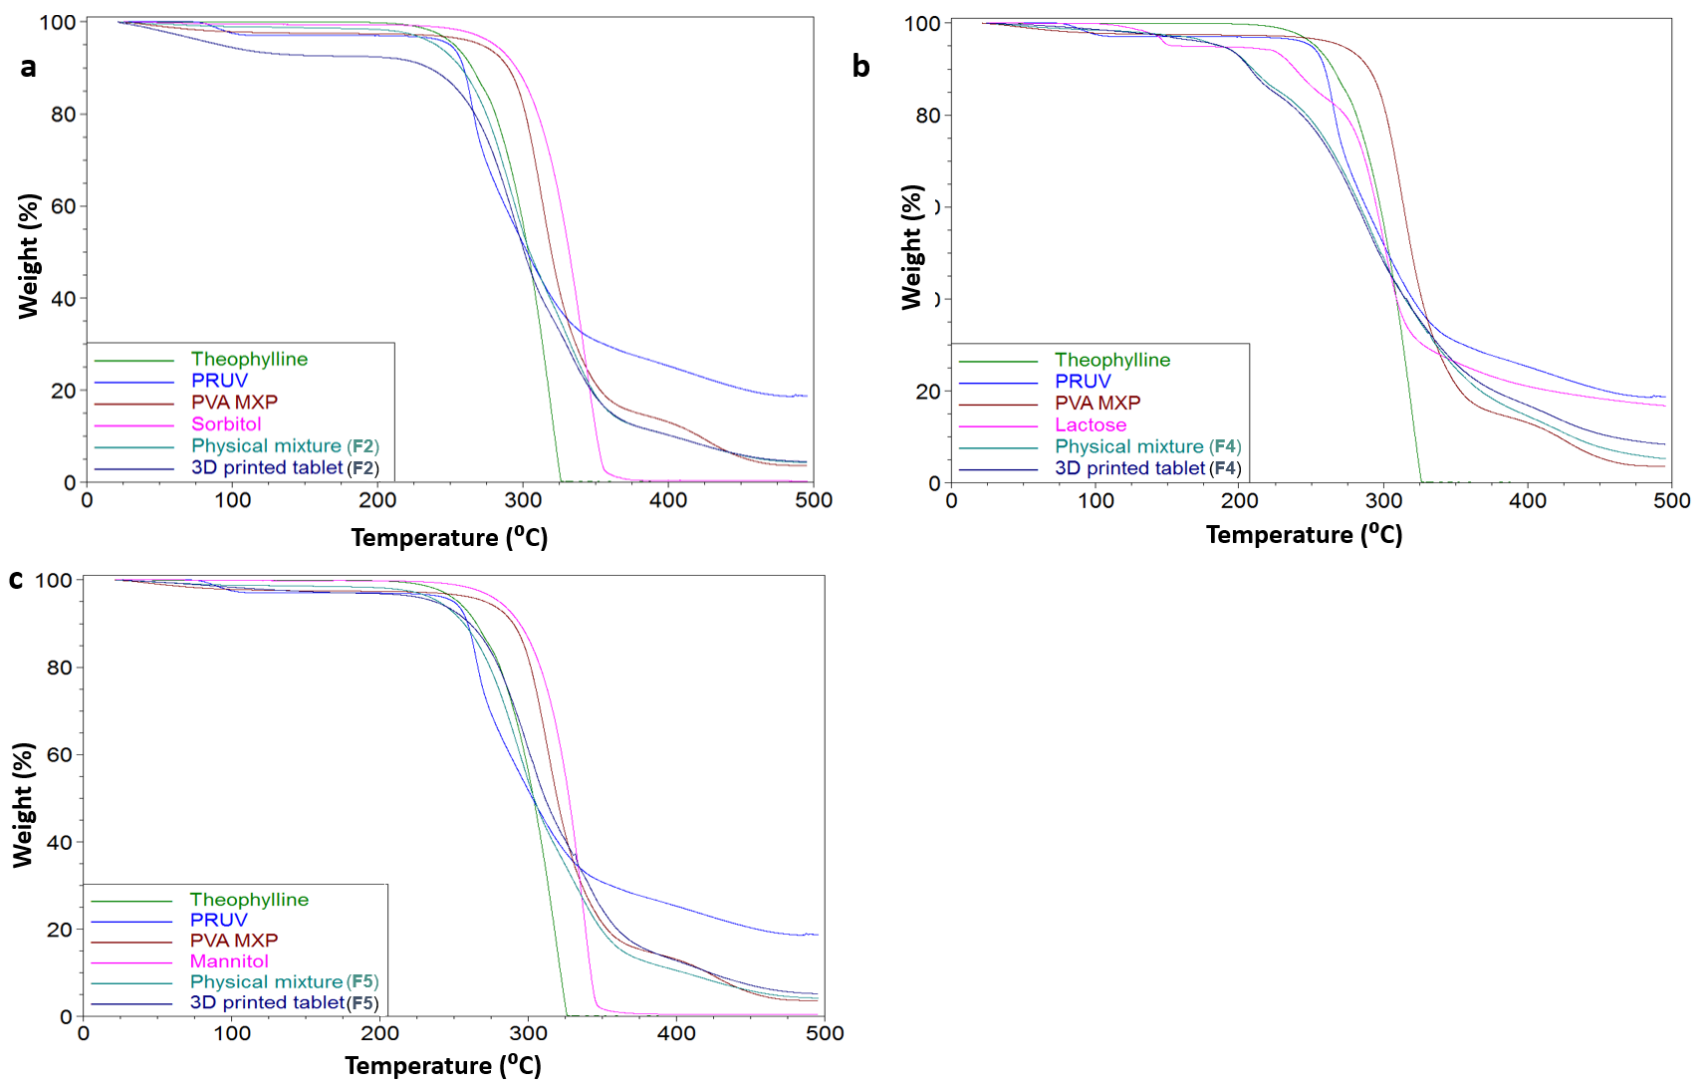 a
Weight (%)
100
80
60
40
20
0
Theophylline
PRUV
PVA MXP
Sorbitol
Physical mixture (F2)
3D printed tablet (F2)
0 100 200 300 400 500
Temperature (⁰C)
b
Weight (%)
100
80
20
0
Theophylline
PRUV
PVA MXP
Lactose
Physical mixture (F4)
3D printed tablet (F4)
0 100 200 300 400 500
Temperature (⁰C)
c
Weight (%)
100
80
60
40
20
0
Theophylline
PRUV
PVA MXP
Mannitol
Physical mixture (F5)
3D printed tablet (F5)
0 100 200 300 400 500
Temperature (⁰C)